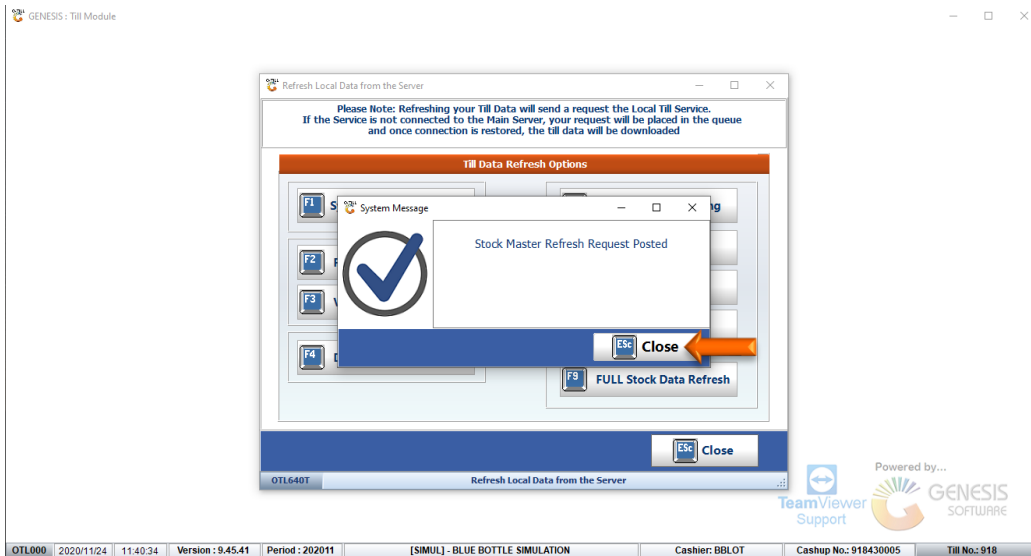 GENESIS : Till Module
Refresh Local Data from the Server
Please Note: Refreshing your Till Data will send a request the Local Till Service.
If the Service is not connected to the Main Server, your request will be placed in the queue
and once connection is restored, the till data will be downloaded
Till Data Refresh Options
F1
System Message
Stock Master Refresh Request Posted
F2
F3
F4
ESc Close
F9 FULL Stock Data Refresh
ESc Close
OTL640T Refresh Local Data from the Server
TeamViewer
Support
Powered by...
GENESIS
SOFTWARE
OTL000 2020/11/24 11:40:34 Version : 9.45.41 Period : 202011 [SIMUL] - BLUE BOTTLE SIMULATION Cashier: BBLOT Cashup No.: 918430005 Till No.: 918